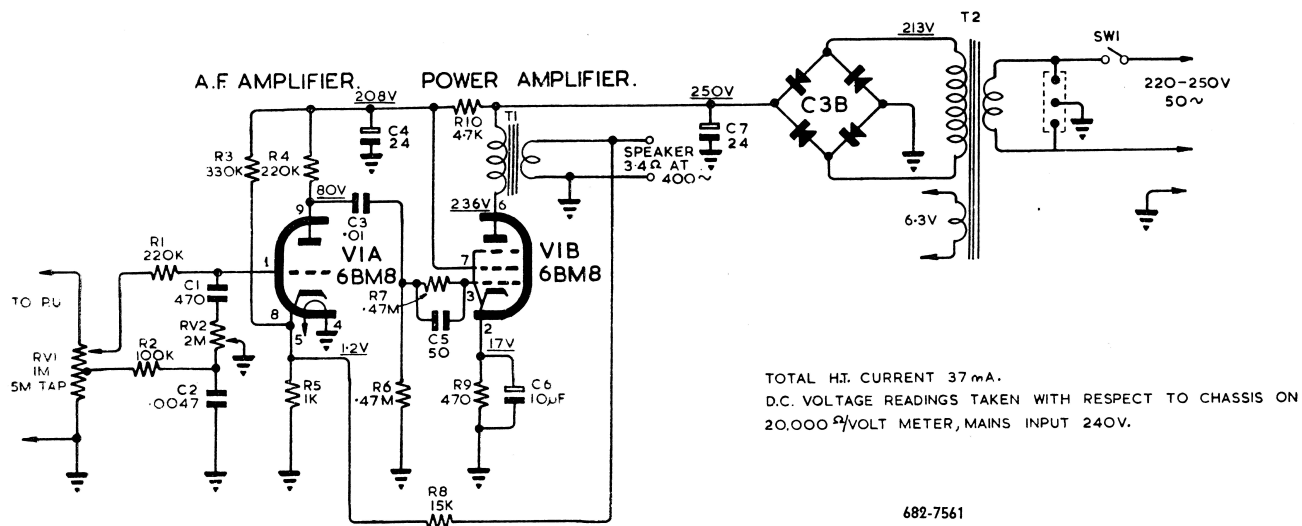 T2
213V
SW1
A.F. AMPLIFIER.
POWER AMPLIFIER.
208V
250V
C3B
220-250V
50~
R10
4.7K
T1
C4
24
C7
24
R3
330K
R4
220K
SPEAKER
3.4Ω AT
400~
80V
9
C3
.01
236V
6
6.3V
R1
220K
1
V1A
6BM8
7
V1B
6BM8
TO P.U
C1
470
R7
.47M
3
8
5
4
RV2
2M
C5
50
2
R2
100K
1.2V
17V
RV1
1M
5M TAP
C2
.0047
R5
1K
R6
.47M
R9
470
C6
10µF
TOTAL H.T. CURRENT 37 mA.
D.C. VOLTAGE READINGS TAKEN WITH RESPECT TO CHASSIS ON
20,000 Ω/VOLT METER, MAINS INPUT 240V.
R8
15K
682-7561